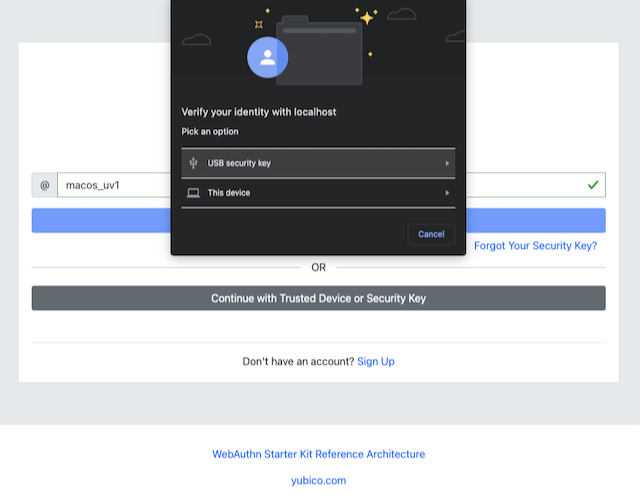 Verify your identity with localhost
Pick an option
USB security key
This device
Cancel
@ macos_uv1
Forgot Your Security Key?
OR
Continue with Trusted Device or Security Key
Don't have an account? Sign Up
WebAuthn Starter Kit Reference Architecture
yubico.com